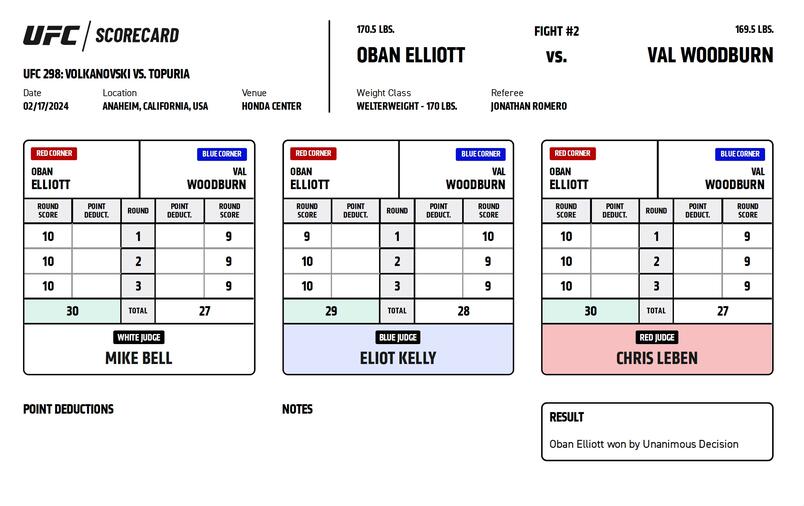 UFC SCORECARD
UFC 298: VOLKANOVSKI VS. TOPURIA
Date
Location
Venue
02/17/2024
ANAHEIM, CALIFORNIA, USA
HONDA CENTER
170.5 LBS.
FIGHT #2
169.5 LBS.
OBAN ELLIOTT
VS.
VAL WOODBURN
Weight Class
Referee
WELTERWEIGHT - 170 LBS.
JONATHAN ROMERO
RED CORNER
BLUE CORNER
OBAN
VAL
ELLIOTT
WOODBURN
ROUND SCORE
POINT DEDUCT.
ROUND
POINT DEDUCT.
ROUND SCORE
10 1 9
10 2 9
10 3 9
30 TOTAL 27
WHITE JUDGE
MIKE BELL
RED CORNER
BLUE CORNER
OBAN
VAL
ELLIOTT
WOODBURN
ROUND SCORE
POINT DEDUCT.
ROUND
POINT DEDUCT.
ROUND SCORE
9 1 10
10 2 9
10 3 9
29 TOTAL 28
BLUE JUDGE
ELIOT KELLY
RED CORNER
BLUE CORNER
OBAN
VAL
ELLIOTT
WOODBURN
ROUND SCORE
POINT DEDUCT.
ROUND
POINT DEDUCT.
ROUND SCORE
10 1 9
10 2 9
10 3 9
30 TOTAL 27
RED JUDGE
CHRIS LEBEN
POINT DEDUCTIONS
NOTES
RESULT
Oban Elliott won by Unanimous Decision